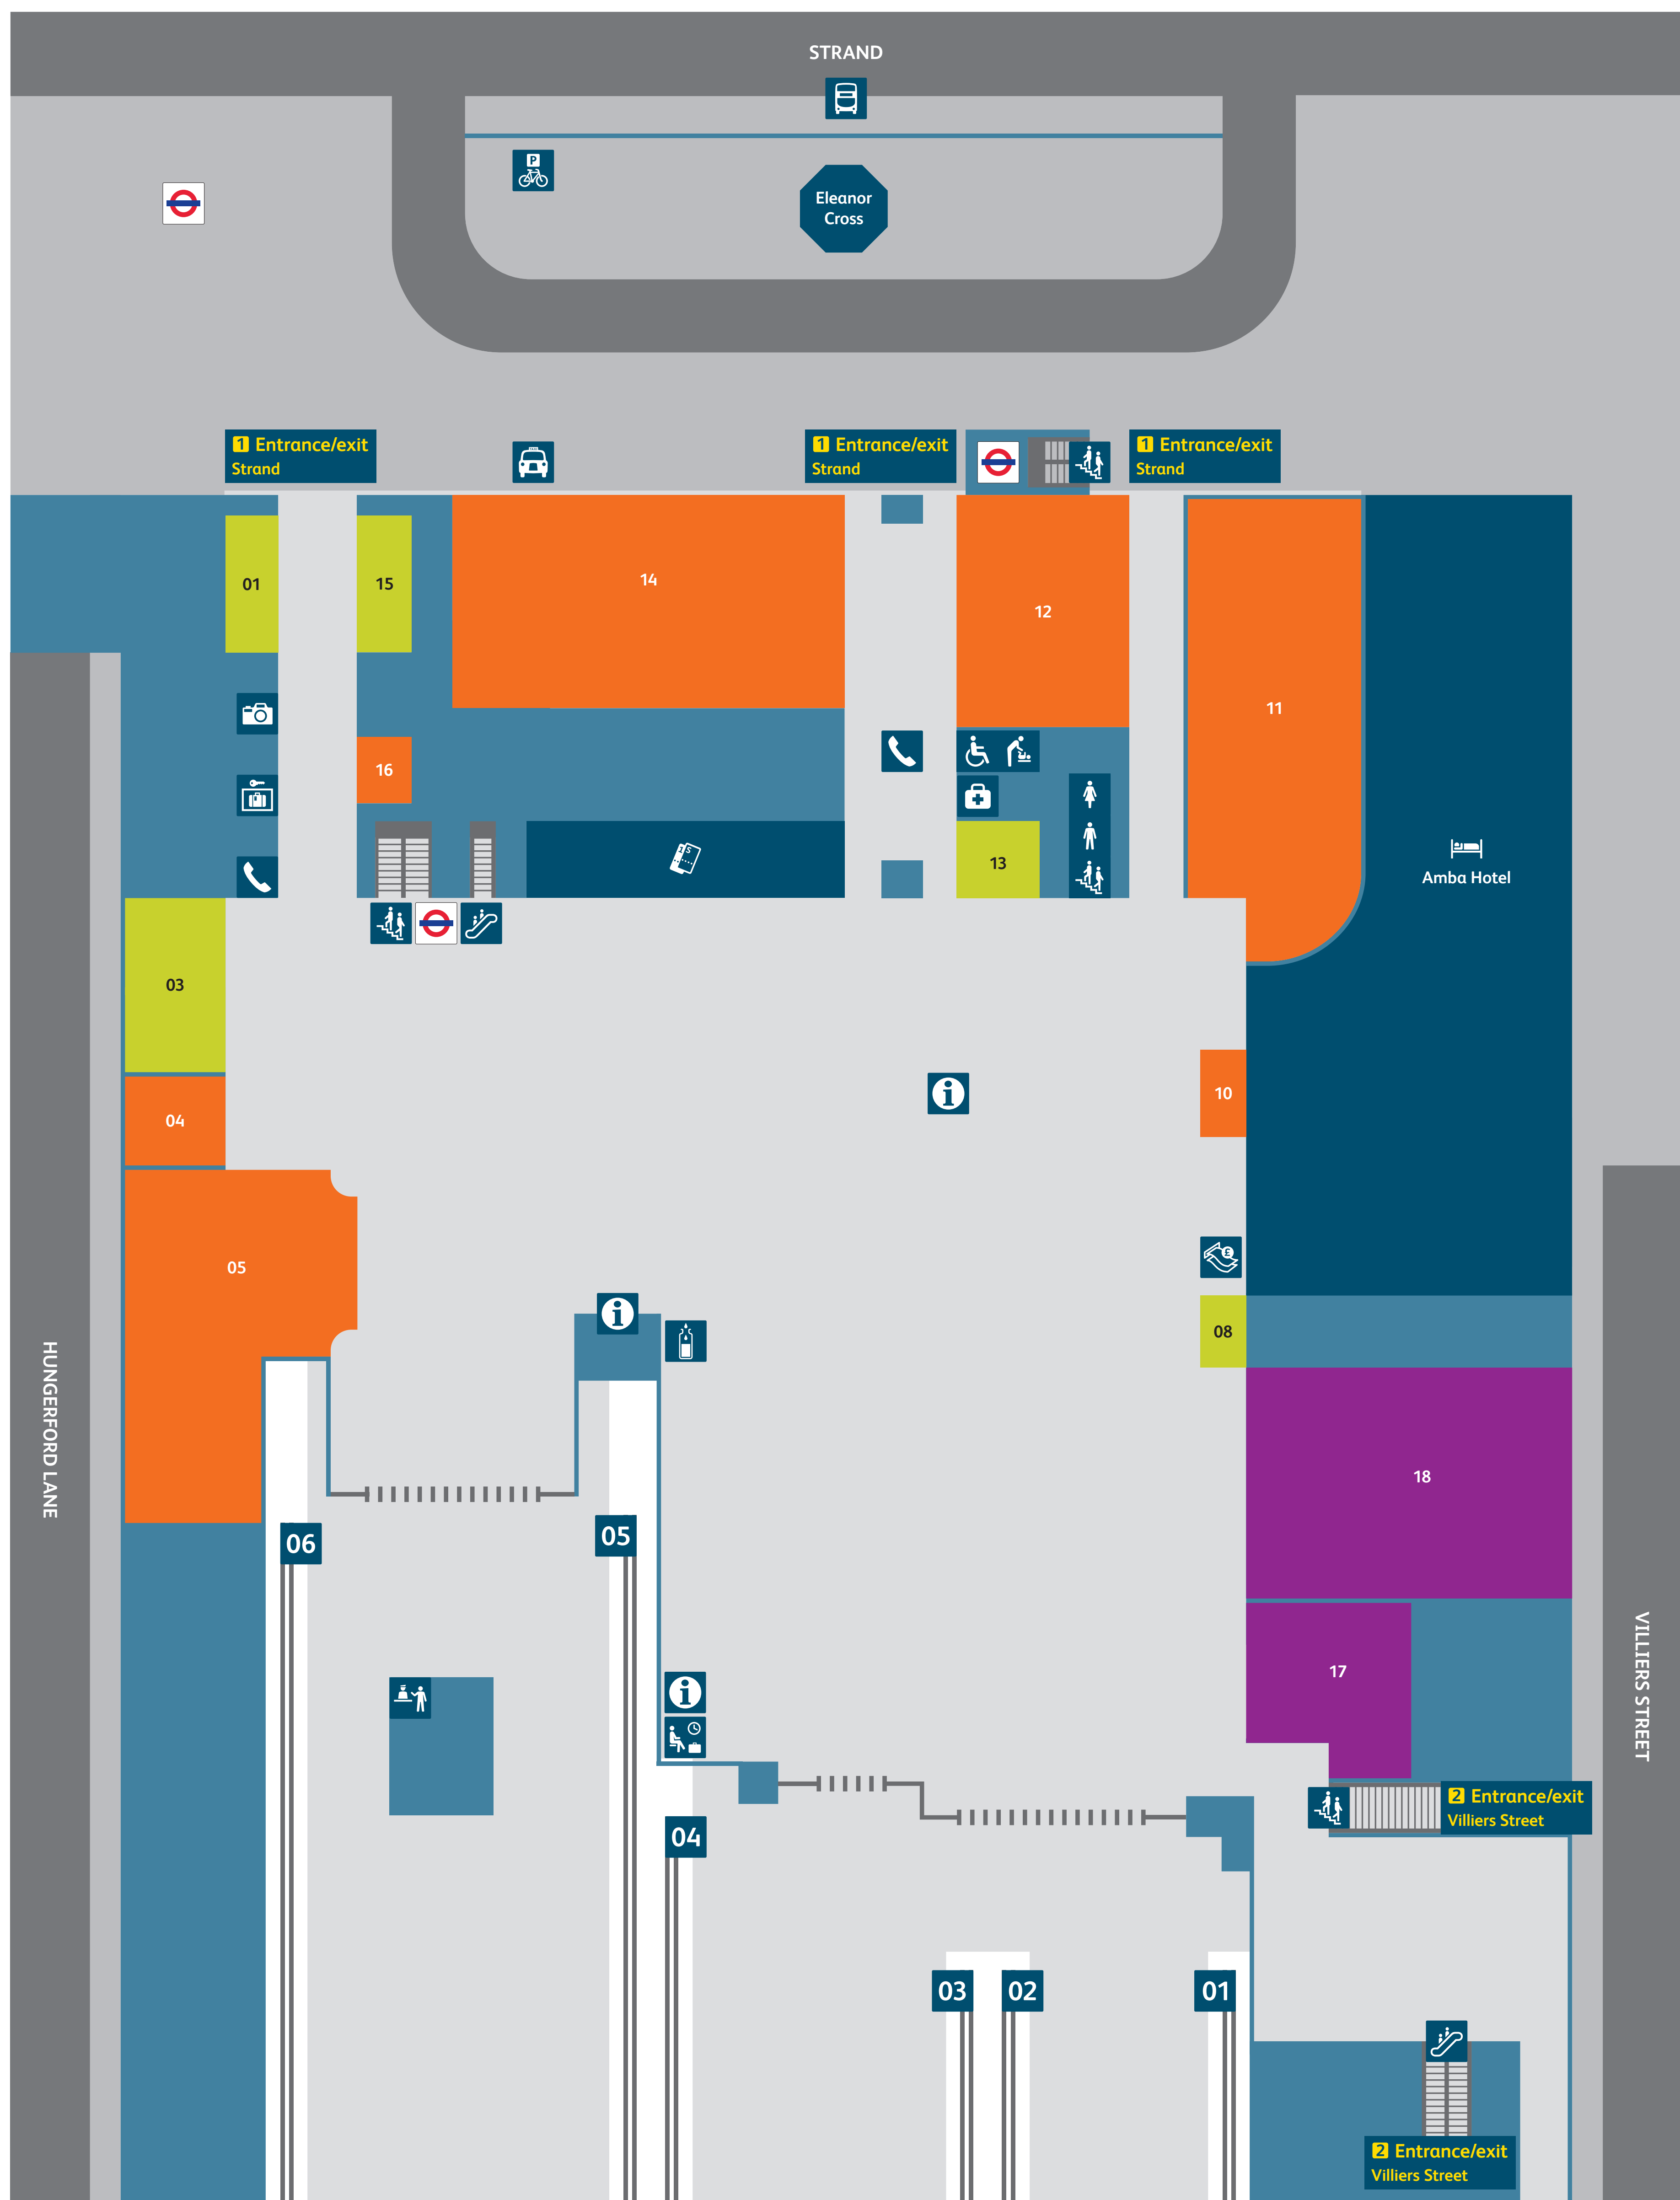 STRAND
P
Eleanor
Cross
1 Entrance/exit
Strand
1 Entrance/exit
Strand
1 Entrance/exit
Strand
01
15
14
12
11
16
13
Amba Hotel
03
04
10
i
05
£
08
i
HUNGERFORD LANE
18
06
05
17
i
VILLIERS STREET
2 Entrance/exit
Villiers Street
04
03
02
01
2 Entrance/exit
Villiers Street